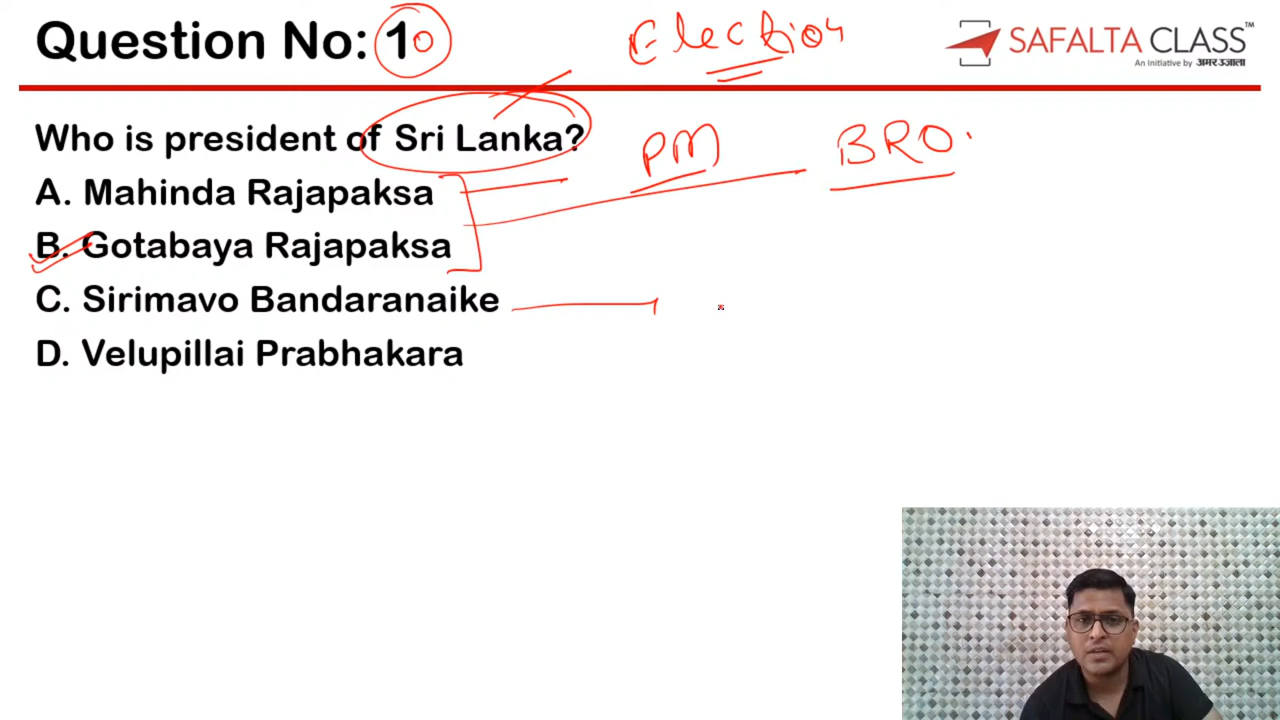 Question No: 10
Election
SAFALTA CLASS™
An Initiative by अमर उजाला
Who is president of Sri Lanka?
PM
BRO.
A. Mahinda Rajapaksa
B. Gotabaya Rajapaksa
C. Sirimavo Bandaranaike
D. Velupillai Prabhakara